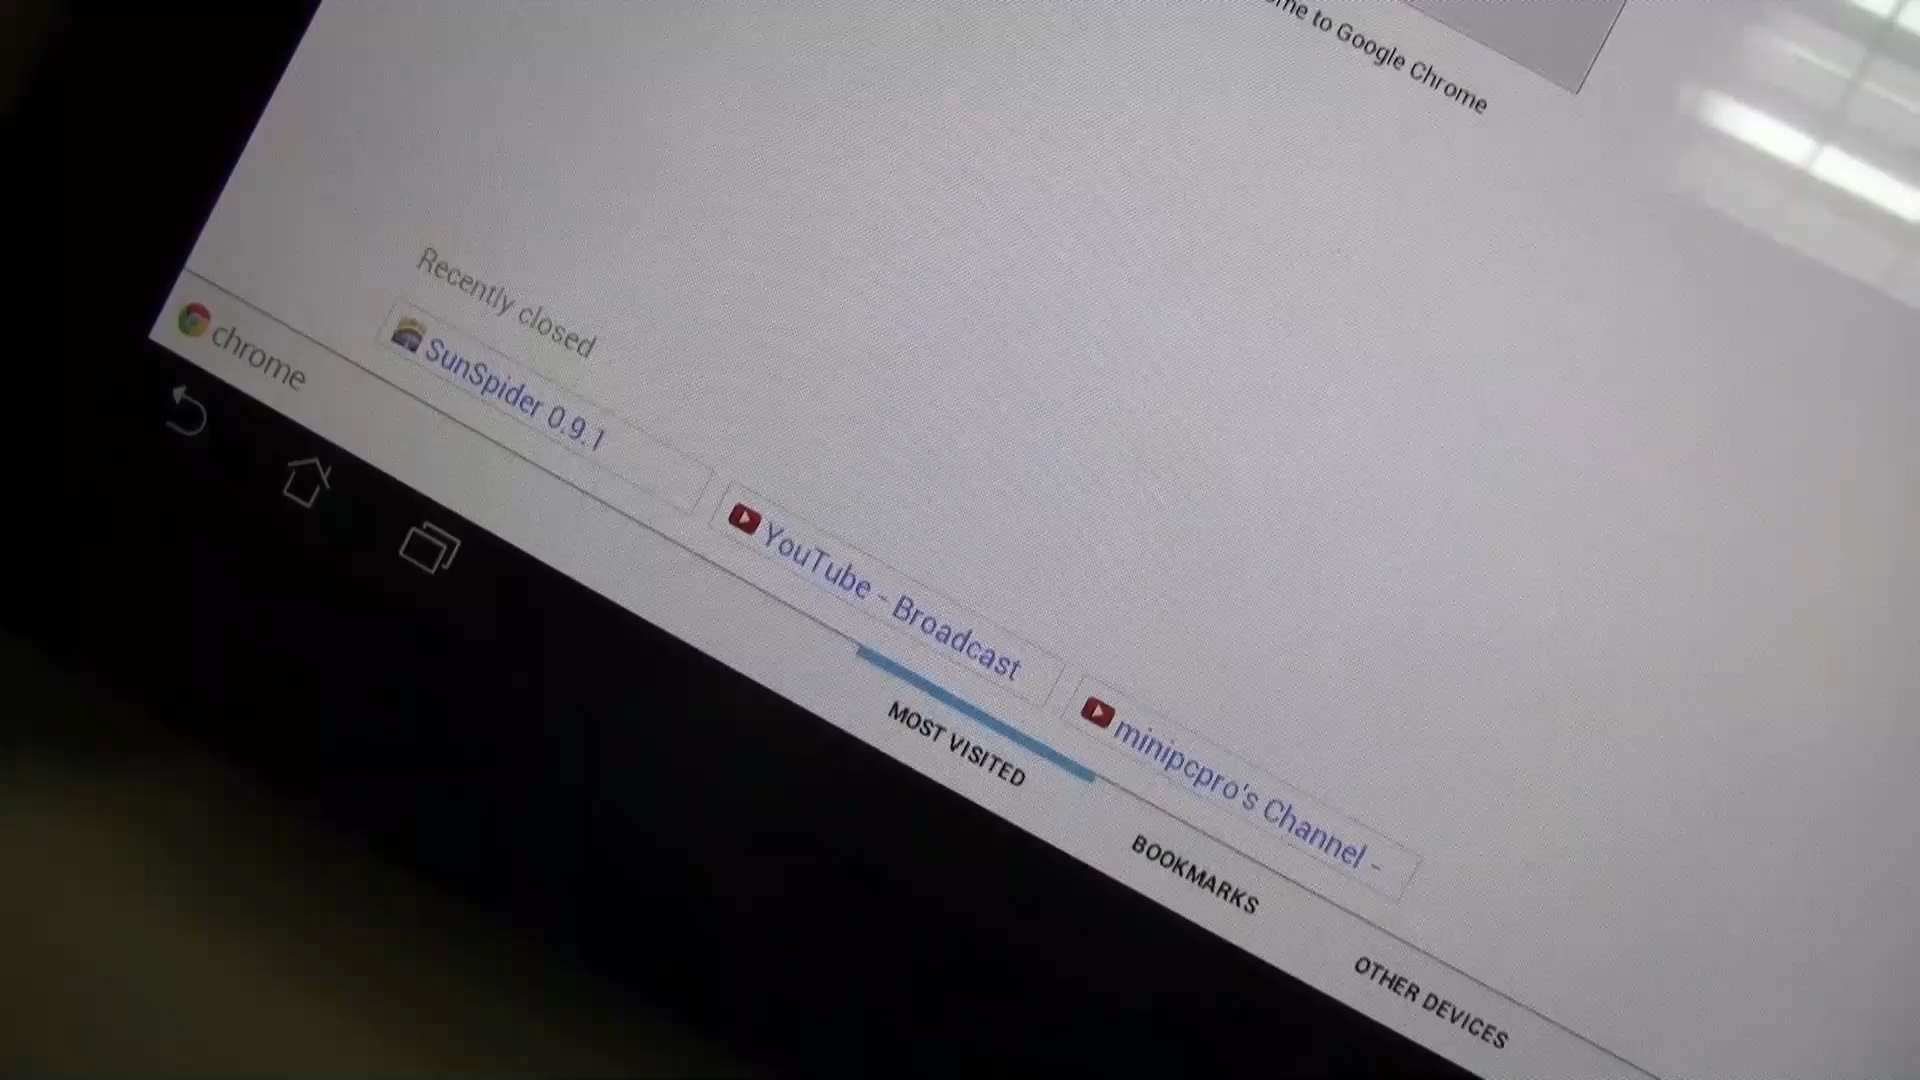 to Google Chrome
Recently closed
SunSpider 0.9.1
YouTube - Broadcast
minipcpro's Channel -
chrome
MOST VISITED
BOOKMARKS
OTHER DEVICES